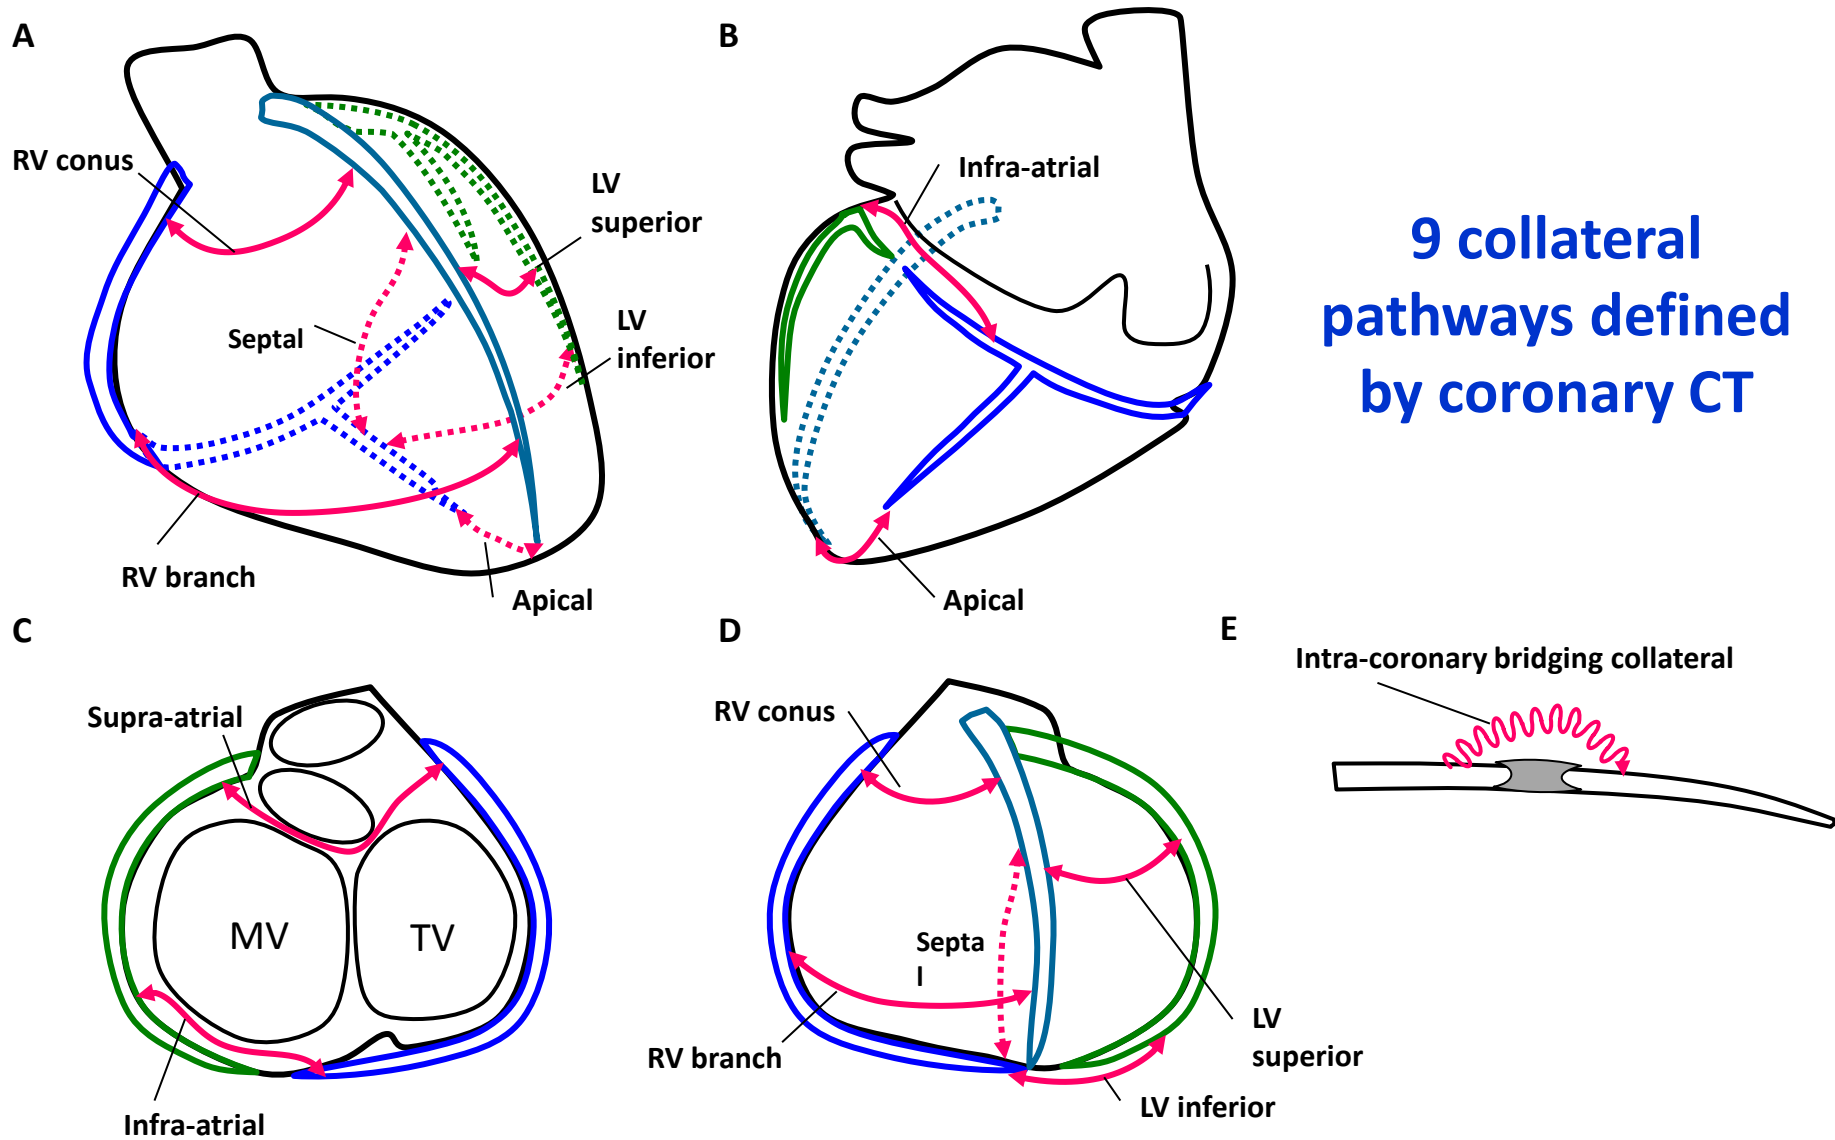 A
RV conus
LV
superior
Septal
LV
inferior
RV branch
Apical
B
Infra-atrial
Apical
9 collateral
pathways defined
by coronary CT
C
Supra-atrial
MV
TV
Infra-atrial
D
RV conus
Septa
l
RV branch
LV
superior
LV inferior
E
Intra-coronary bridging collateral